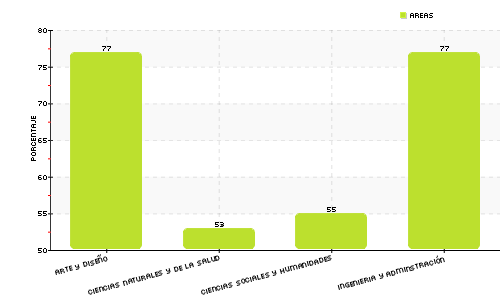 AREAS
80
75
70
65
60
55
50
PORCENTAJE
77
53
55
77
ARTE Y DISEÑO
CIENCIAS NATURALES Y DE LA SALUD
CIENCIAS SOCIALES Y HUMANIDADES
INGENIERIA Y ADMINSTRACIÓN